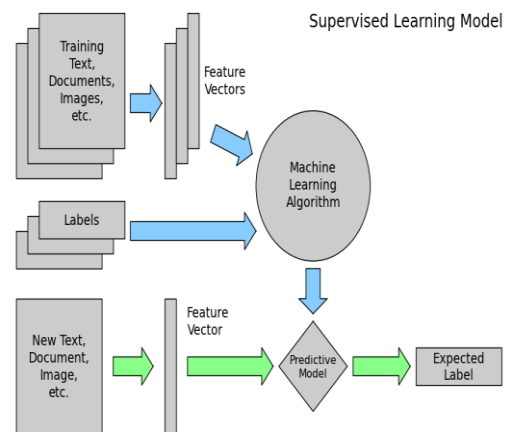 Supervised Learning Model
Training
Text,
Documents,
Images,
etc.
Feature
Vectors
Machine
Learning
Algorithm
Labels
New Text,
Document,
Image,
etc.
Feature
Vector
Predictive
Model
Expected
Label